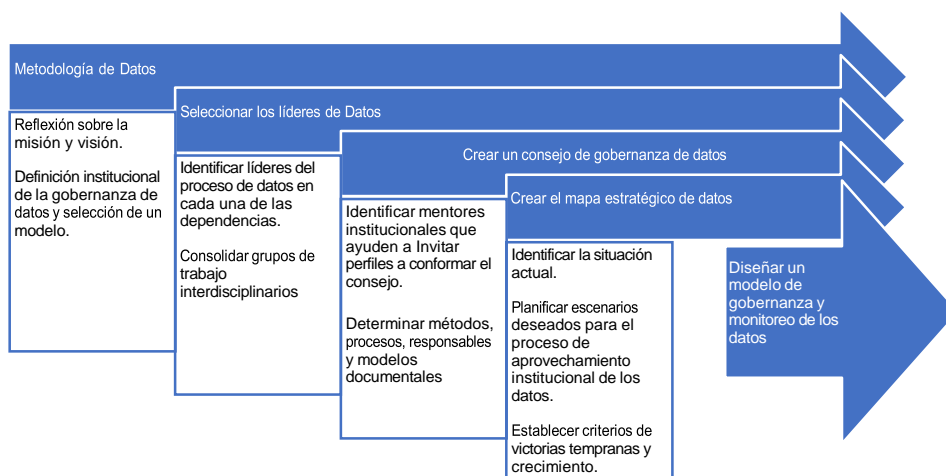 Metodología de Datos
Reflexión sobre la
misión y visión.
Definición institucional
de la gobernanza de
datos y selección de un
modelo.
Seleccionar los líderes de Datos
Identificar líderes del
proceso de datos en
cada una de las
dependencias.
Consolidar grupos de
trabajo
interdisciplinarios
Crear un consejo de gobernanza de datos
Identificar mentores
institucionales que
ayuden a Invitar
perfiles a conformar el
consejo.
Determinar métodos,
procesos, responsables
y modelos
documentales
Crear el mapa estratégico de datos
Identificar la situación
actual.
Planificar escenarios
deseados para el
proceso de
aprovechamiento
institucional de los
datos.
Establecer criterios de
victorias tempranas y
crecimiento.
Diseñar un
modelo de
gobernanza y
monitoreo de los
datos